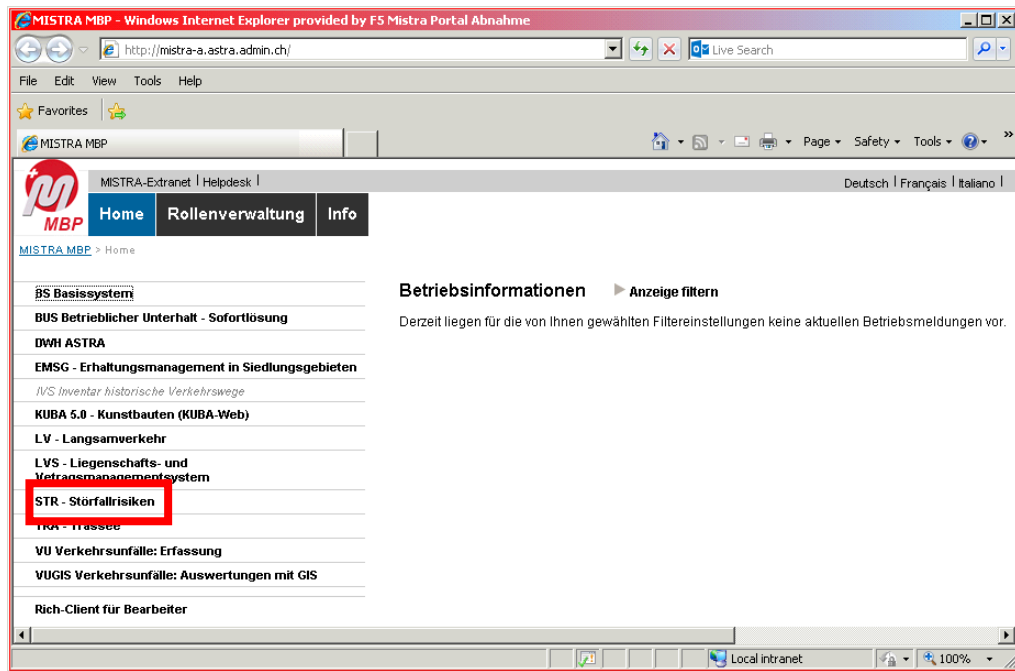 MISTRA MBP - Windows Internet Explorer provided by F5 Mistra Portal Abnahme
http://mistra-a.astra.admin.ch/
Live Search
File Edit View Tools Help
Favorites
MISTRA MBP
Page Safety Tools
MISTRA-Extranet | Helpdesk |
Deutsch | Français | Italiano |
MBP
Home Rollenverwaltung Info
MISTRA MBP > Home
BS Basissystem
Betriebsinformationen Anzeige filtern
BUS Betrieblicher Unterhalt - Sofortlösung
Derzeit liegen für die von Ihnen gewählten Filtereinstellungen keine aktuellen Betriebsmeldungen vor.
DWH ASTRA
EMSG - Erhaltungsmanagement in Siedlungsgebieten
IVS Inventar historische Verkehrswege
KUBA 5.0 - Kunstbauten (KUBA-Web)
LV - Langsamverkehr
LVS - Liegenschafts- und
Vetragsmanagementsystem
STR - Störfallrisiken
TRA - Trassee
VU Verkehrsunfälle: Erfassung
VUGIS Verkehrsunfälle: Auswertungen mit GIS
Rich-Client für Bearbeiter
Local intranet
100%